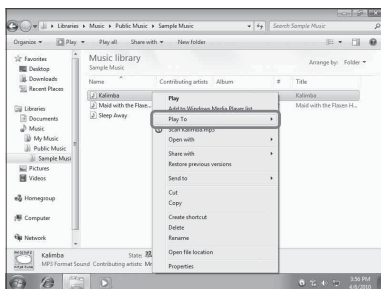 Libraries ▸ Music ▸ Public Music ▸ Sample Music
Search Sample Music
Organize
Play
Play all
Share with
New folder
Favorites
Desktop
Downloads
Recent Places
Libraries
Documents
Music
My Music
Public Music
Sample Musi
Pictures
Videos
Homegroup
Computer
Network
Music library
Sample Music
Arrange by: Folder
Name
Contributing artists
Album
#
Title
Kalimba
Maid with the Flaxen...
Sleep Away
Kalimba
Maid with the Flaxen H...
Play
Add to Windows Media Player list
Play To
Scan Kalimba.mp3
Open with
Share with
Restore previous versions
Send to
Cut
Copy
Create shortcut
Delete
Rename
Open file location
Properties
Kalimba
State:
MP3 Format Sound
Contributing artists: Mr
3:56 PM